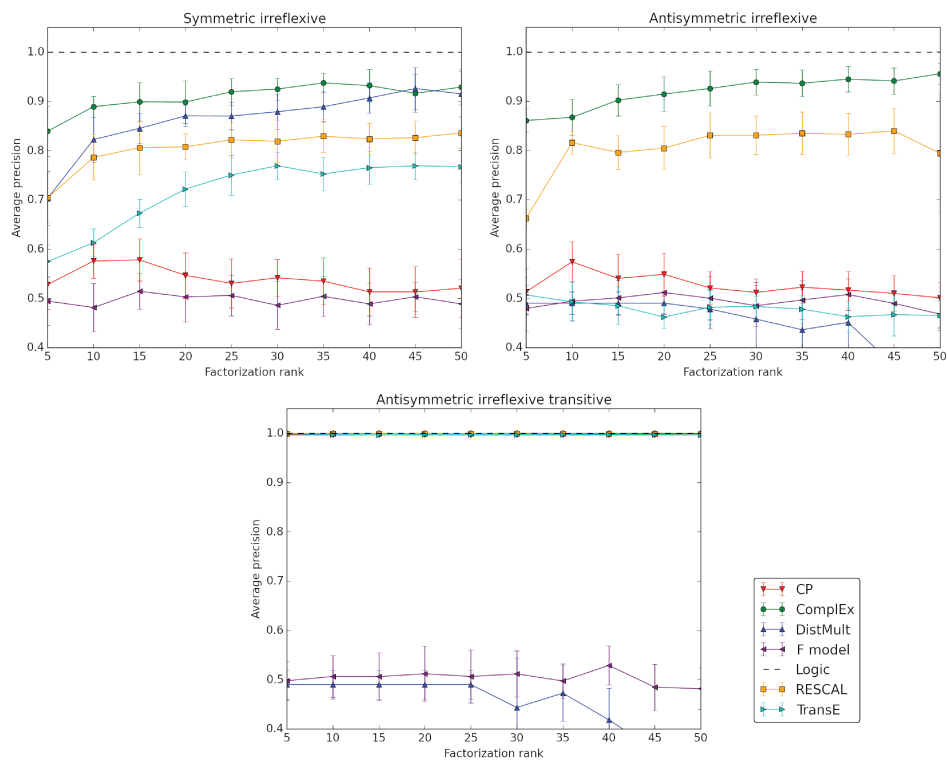 Symmetric irreflexive
Average precision
1.0
0.9
0.8
0.7
0.6
0.5
0.4
5 10 15 20 25 30 35 40 45 50
Factorization rank
Antisymmetric irreflexive
Average precision
1.0
0.9
0.8
0.7
0.6
0.5
0.4
5 10 15 20 25 30 35 40 45 50
Factorization rank
Antisymmetric irreflexive transitive
Average precision
1.0
0.9
0.8
0.7
0.6
0.5
0.4
5 10 15 20 25 30 35 40 45 50
Factorization rank
CP
ComplEx
DistMult
F model
Logic
RESCAL
TransE